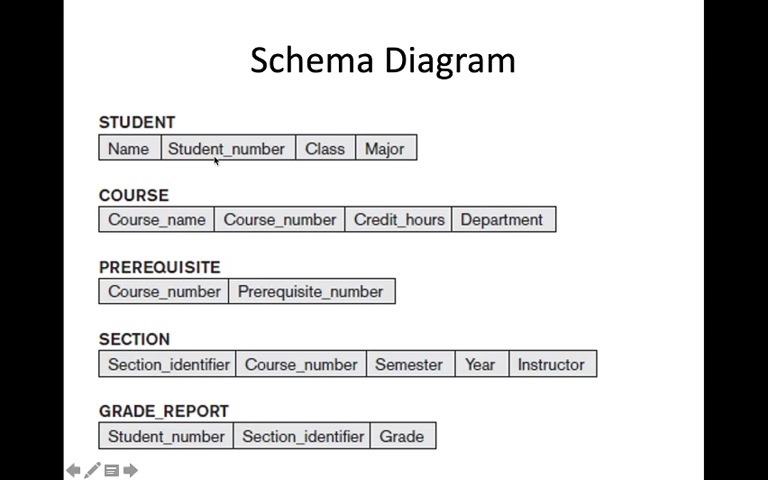 Schema Diagram
STUDENT
Name Student_number Class Major
COURSE
Course_name Course_number Credit_hours Department
PREREQUISITE
Course_number Prerequisite_number
SECTION
Section_identifier Course_number Semester Year Instructor
GRADE_REPORT
Student_number Section_identifier Grade